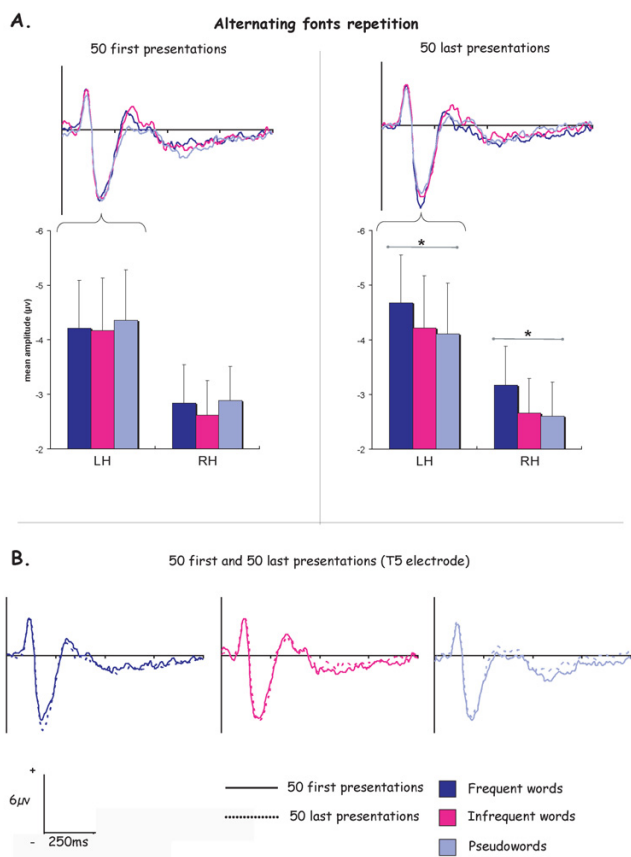 A.
Alternating fonts repetition
50 first presentations
50 last presentations
mean amplitude (µv)
-6
-5
-4
-3
-2
LH
RH
-6
-5
-4
-3
-2
*
*
LH
RH
B.
50 first and 50 last presentations (T5 electrode)
+
6µv
-
250ms
50 first presentations
50 last presentations
Frequent words
Infrequent words
Pseudowords